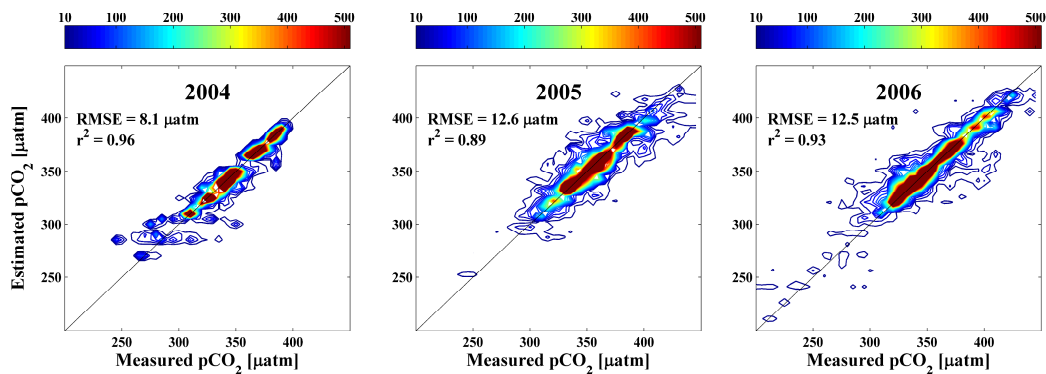 10 100 200 300 400 500
10 100 200 300 400 500
10 100 200 300 400 500
Estimated pCO₂ [µatm]
400
350
300
250
2004
RMSE = 8.1 µatm
r² = 0.96
250 300 350 400
Measured pCO₂ [µatm]
400
350
300
250
2005
RMSE = 12.6 µatm
r² = 0.89
250 300 350 400
Measured pCO₂ [µatm]
400
350
300
250
2006
RMSE = 12.5 µatm
r² = 0.93
250 300 350 400
Measured pCO₂ [µatm]